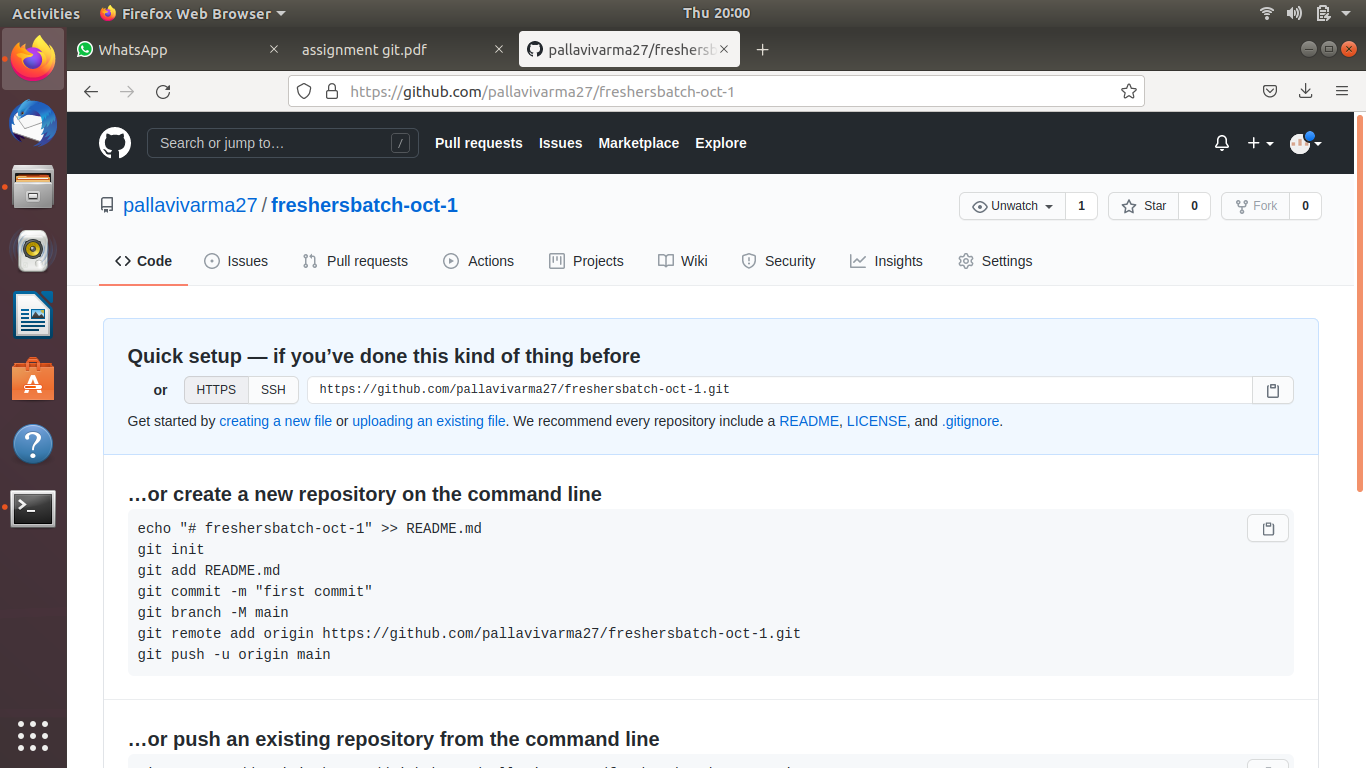 Activities
Firefox Web Browser
Thu 20:00
WhatsApp
assignment git.pdf
pallavivarma27/freshersb
https://github.com/pallavivarma27/freshersbatch-oct-1
Search or jump to…
/
Pull requests
Issues
Marketplace
Explore
pallavivarma27 / freshersbatch-oct-1
Unwatch
1
Star
0
Fork
0
Code
Issues
Pull requests
Actions
Projects
Wiki
Security
Insights
Settings
Quick setup — if you’ve done this kind of thing before
or
HTTPS
SSH
https://github.com/pallavivarma27/freshersbatch-oct-1.git
Get started by creating a new file or uploading an existing file. We recommend every repository include a README, LICENSE, and .gitignore.
…or create a new repository on the command line
echo "# freshersbatch-oct-1" >> README.md
git init
git add README.md
git commit -m "first commit"
git branch -M main
git remote add origin https://github.com/pallavivarma27/freshersbatch-oct-1.git
git push -u origin main
…or push an existing repository from the command line